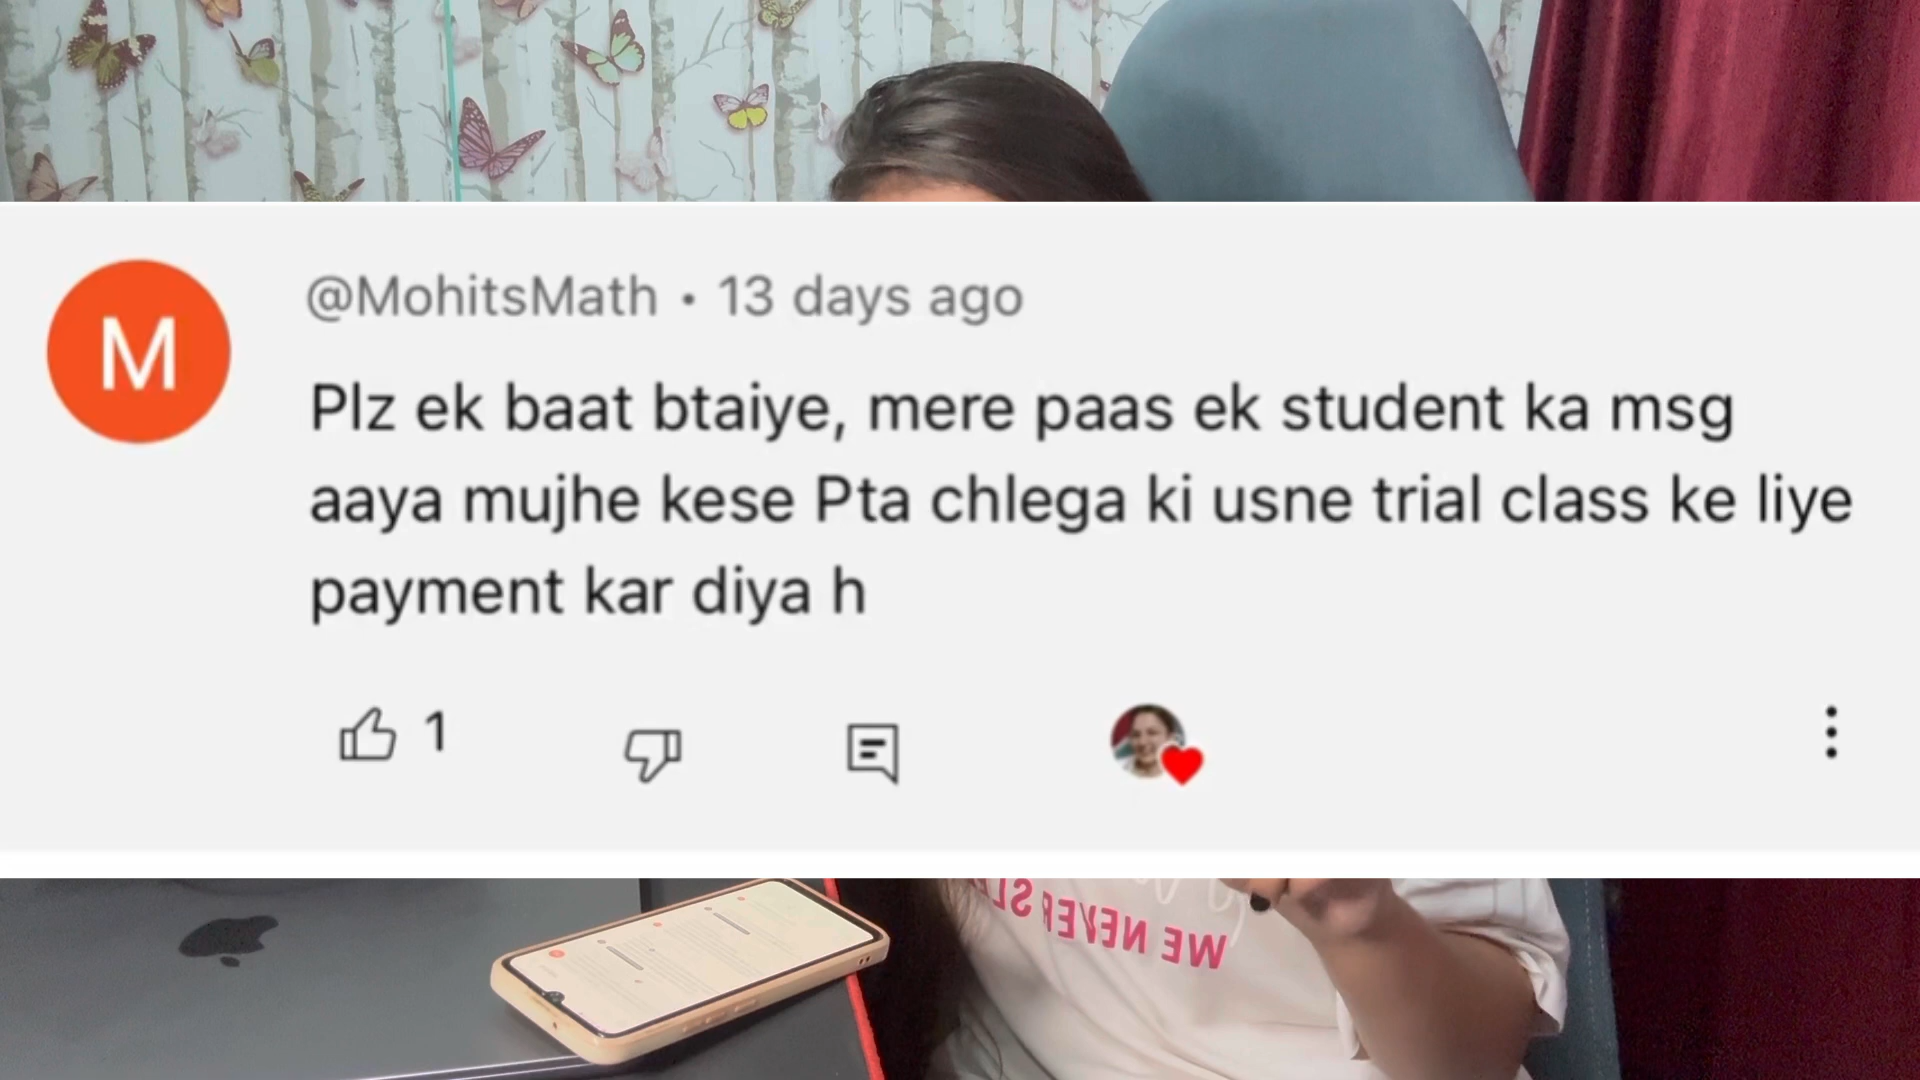 M
@MohitsMath • 13 days ago
Plz ek baat btaiye, mere paas ek student ka msg
aaya mujhe kese Pta chlega ki usne trial class ke liye
payment kar diya h
1
WE NEVER